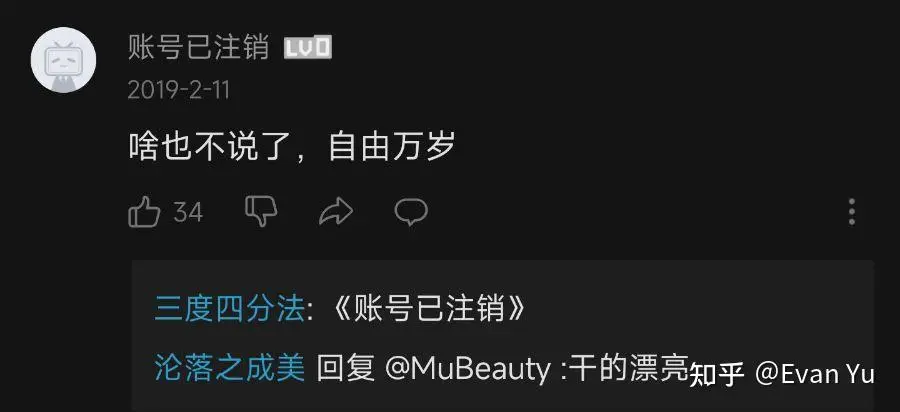 账号已注销 LV0
2019-2-11
啥也不说了，自由万岁
34
三度四分法: 《账号已注销》
沦落之成美 回复 @MuBeauty :干的漂亮
知乎 @Evan Yu